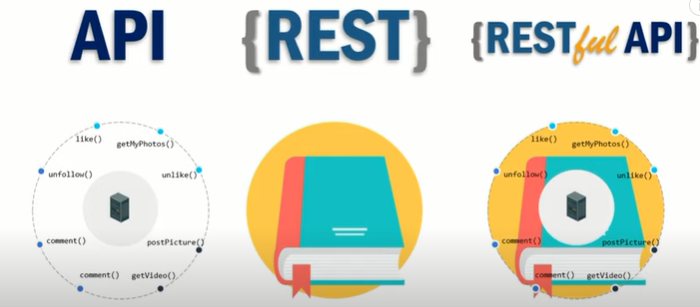 API
{REST}
{RESTful API}
like()
getMyPhotos()
unfollow()
unlike()
comment()
postPicture()
comment()
getVideo()
like()
getMyPhotos()
unfollow()
unlike()
comment()
postPicture()
comment()
getVideo()